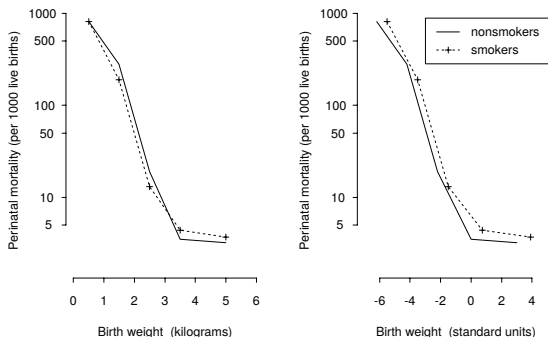 Perinatal mortality (per 1000 live births)
1000
500
100
50
10
5
0 1 2 3 4 5 6
Birth weight (kilograms)
Perinatal mortality (per 1000 live births)
1000
500
100
50
10
5
-6 -4 -2 0 2 4
Birth weight (standard units)
nonsmokers
smokers